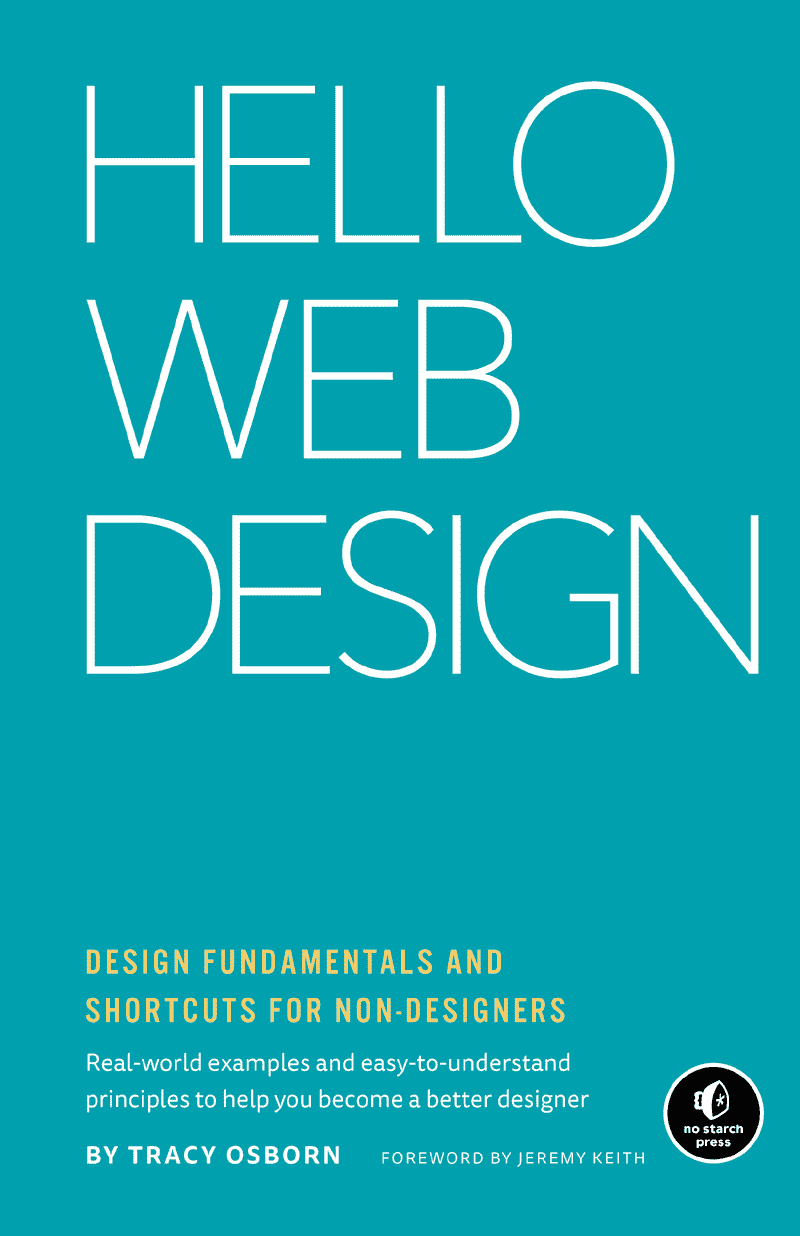 HELLO
WEB
DESIGN
DESIGN FUNDAMENTALS AND
SHORTCUTS FOR NON-DESIGNERS
Real-world examples and easy-to-understand
principles to help you become a better designer
BY TRACY OSBORN
FOREWORD BY JEREMY KEITH
no starch
press